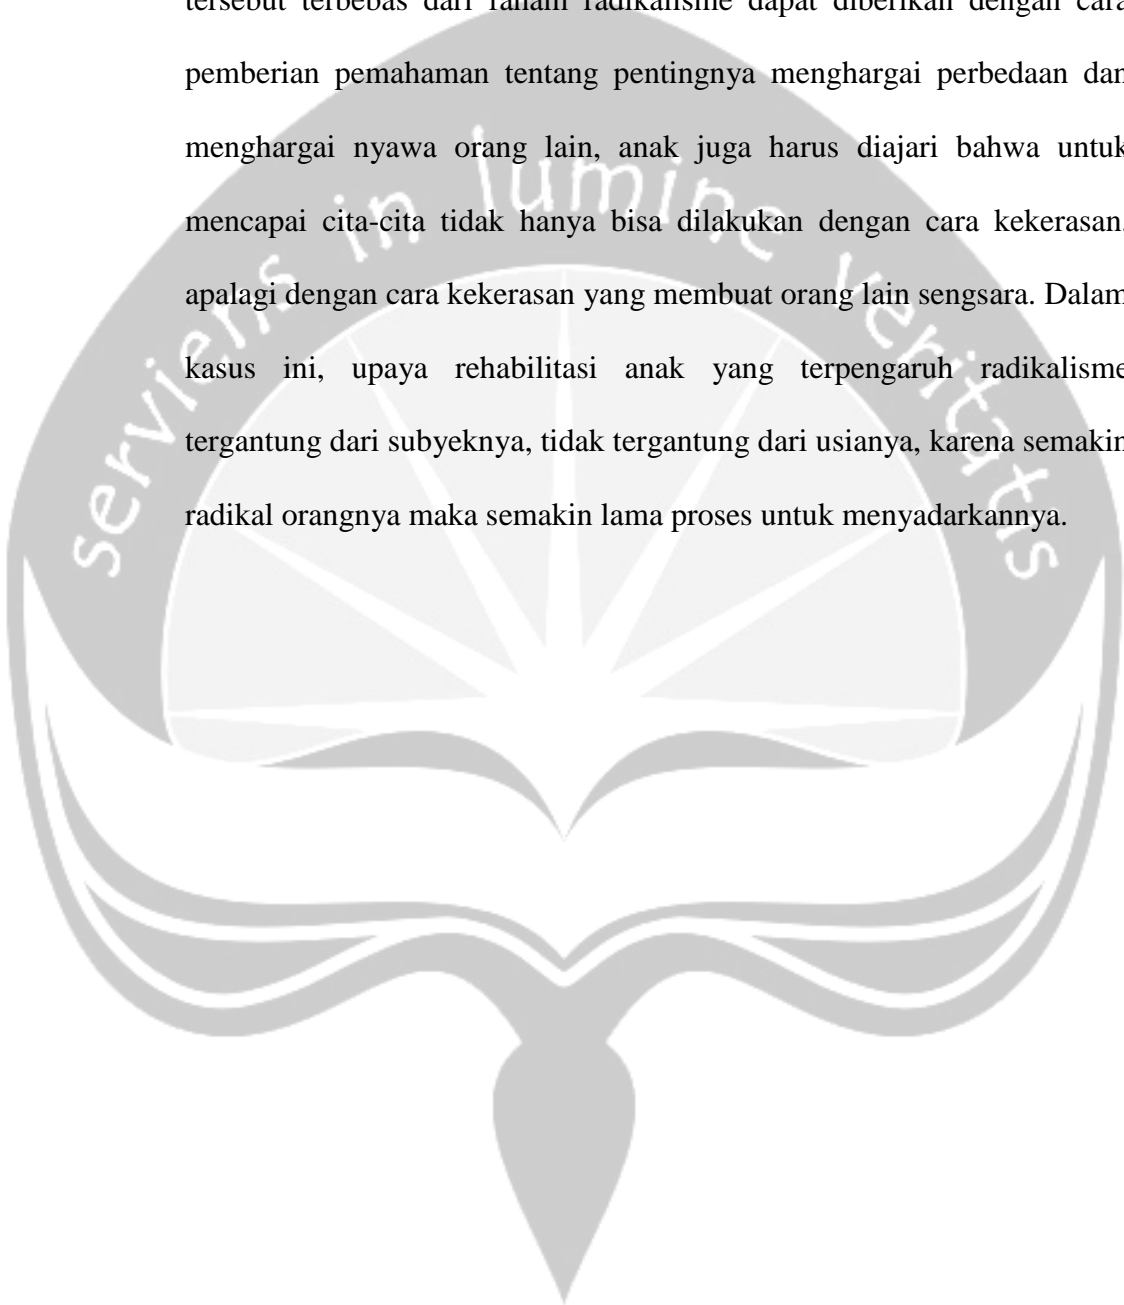 tersebut terbebas dari faham radikalisme dapat diberikan dengan cara
pemberian pemahaman tentang pentingnya menghargai perbedaan dan
menghargai nyawa orang lain, anak juga harus diajari bahwa untuk
mencapai cita-cita tidak hanya bisa dilakukan dengan cara kekerasan,
apalagi dengan cara kekerasan yang membuat orang lain sengsara. Dalam
kasus ini, upaya rehabilitasi anak yang terpengaruh radikalisme
tergantung dari subyeknya, tidak tergantung dari usianya, karena semakin
radikal orangnya maka semakin lama proses untuk menyadarkannya.
serviens in lumine veritatis